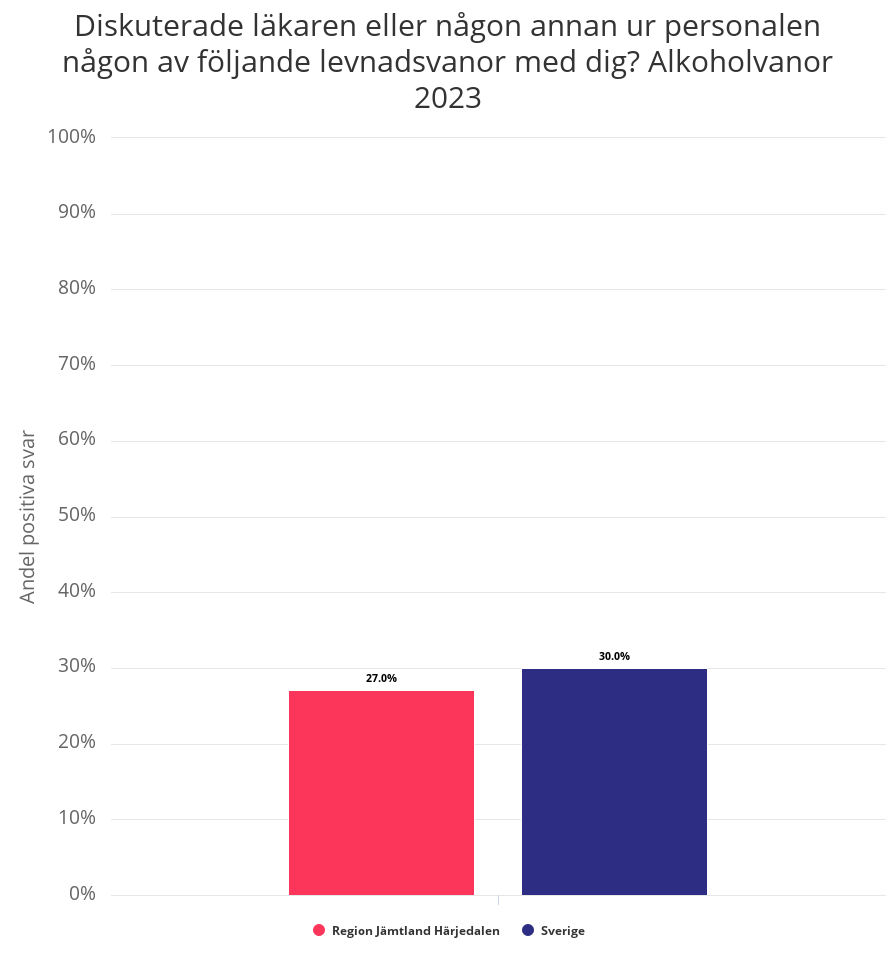 Diskuterade läkaren eller någon annan ur personalen
någon av följande levnadsvanor med dig? Alkoholvanor
2023
100%
90%
80%
70%
60%
50%
40%
30%
20%
10%
0%
Andel positiva svar
27.0%
30.0%
Region Jämtland Härjedalen
Sverige